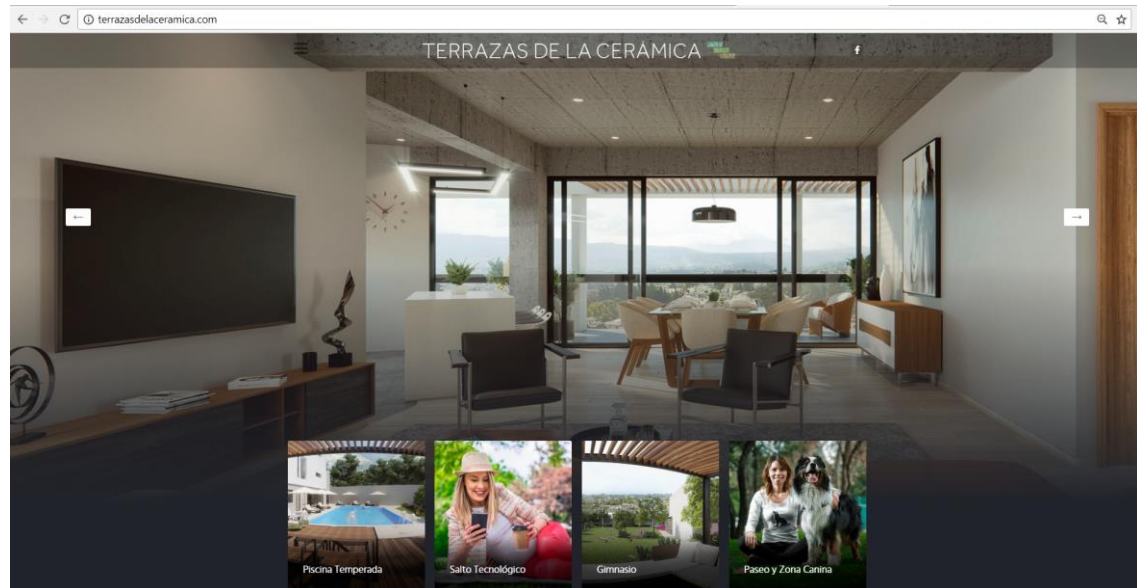 terrazasdelaceramica.com
TERRAZAS DE LA CERÁMICA
f
Piscina Temperada
Salto Tecnológico
Gimnasio
Paseo y Zona Canina